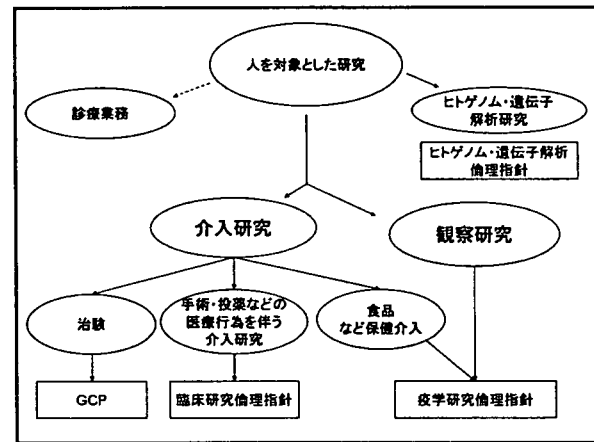 人を対象とした研究
診療業務
ヒトゲノム・遺伝子
解析研究
ヒトゲノム・遺伝子解析
倫理指針
介入研究
観察研究
治験
手術・投薬などの
医療行為を伴う
介入研究
食品
など保健介入
GCP
臨床研究倫理指針
疫学研究倫理指針